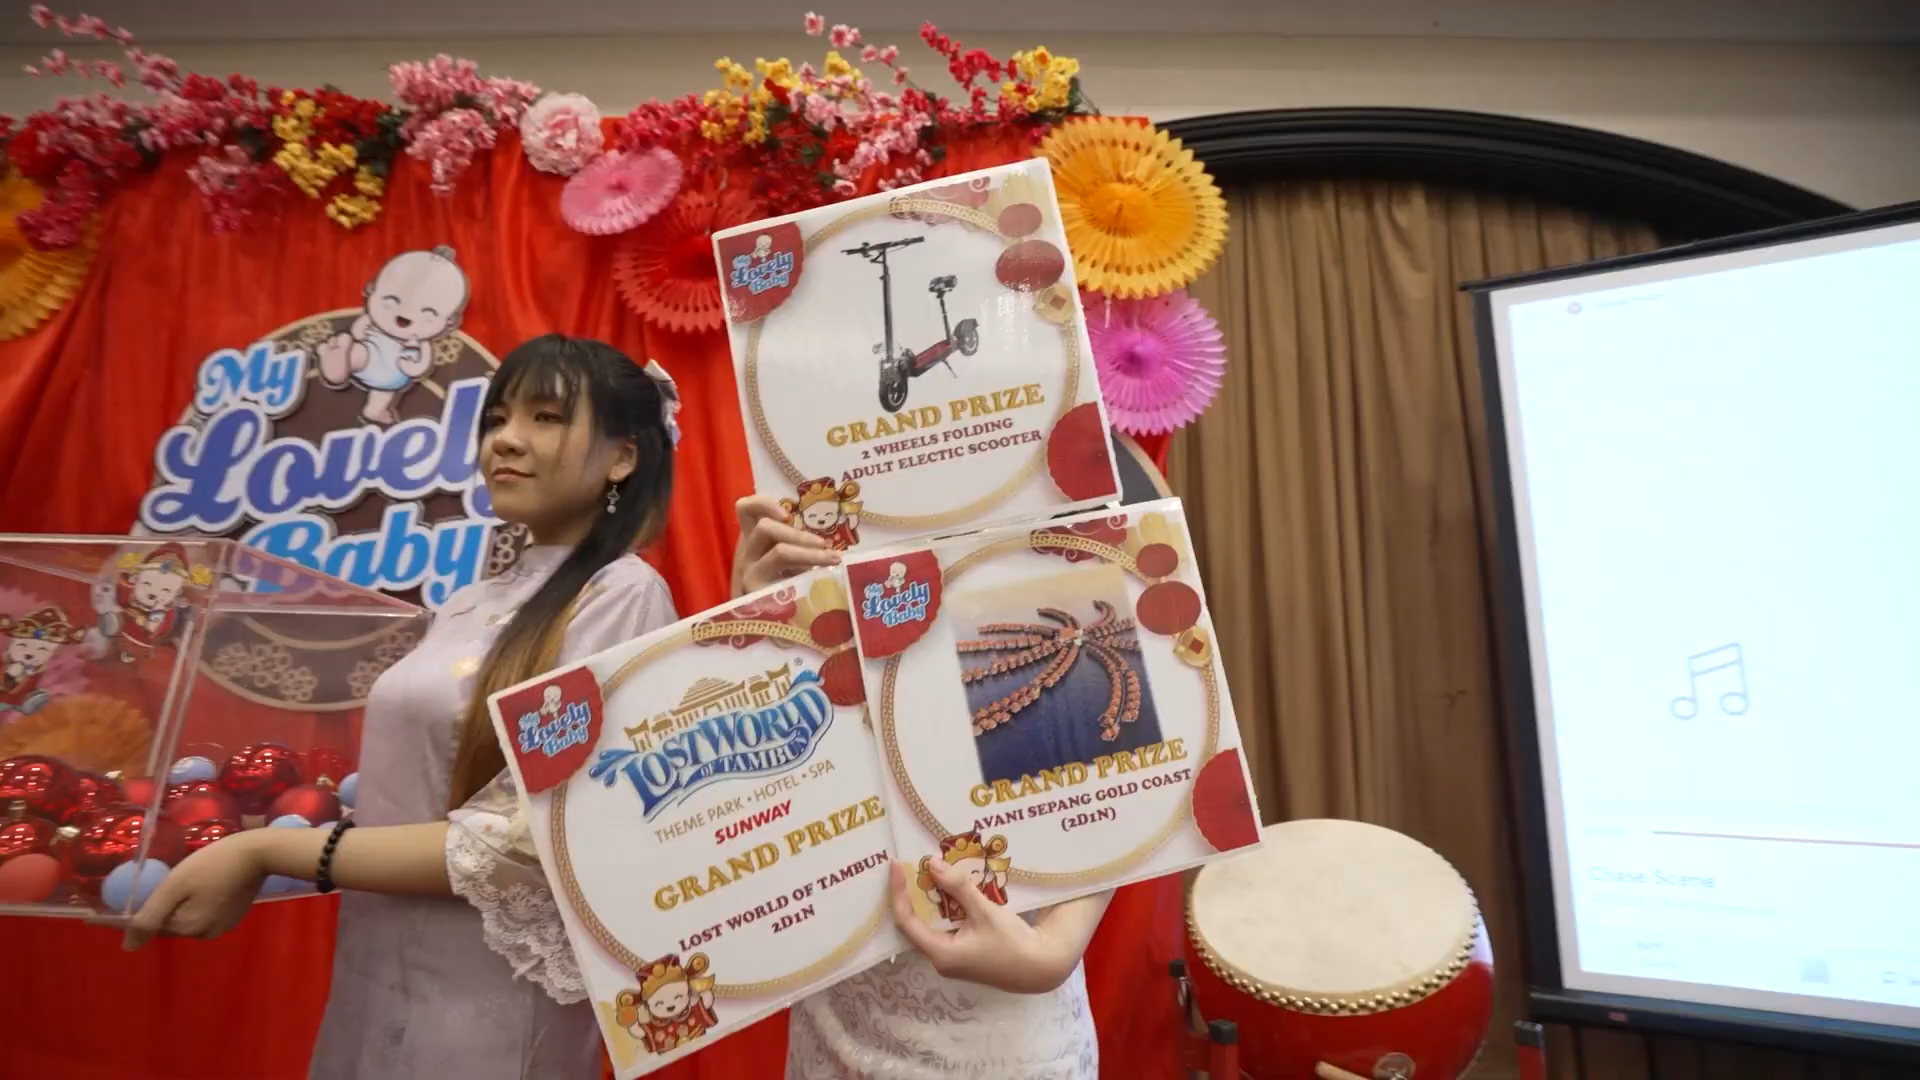 My
Lovely
Baby
My
Lovely
Baby
GRAND PRIZE
2 WHEELS FOLDING
ADULT ELECTIC SCOOTER
My
Lovely
Baby
GRAND PRIZE
AVANI SEPANG GOLD COAST
(2D1N)
My
Lovely
Baby
LOST WORLD®
OF TAMBUN
THEME PARK • HOTEL • SPA
SUNWAY
GRAND PRIZE
LOST WORLD OF TAMBUN
2D1N
Chase Scene